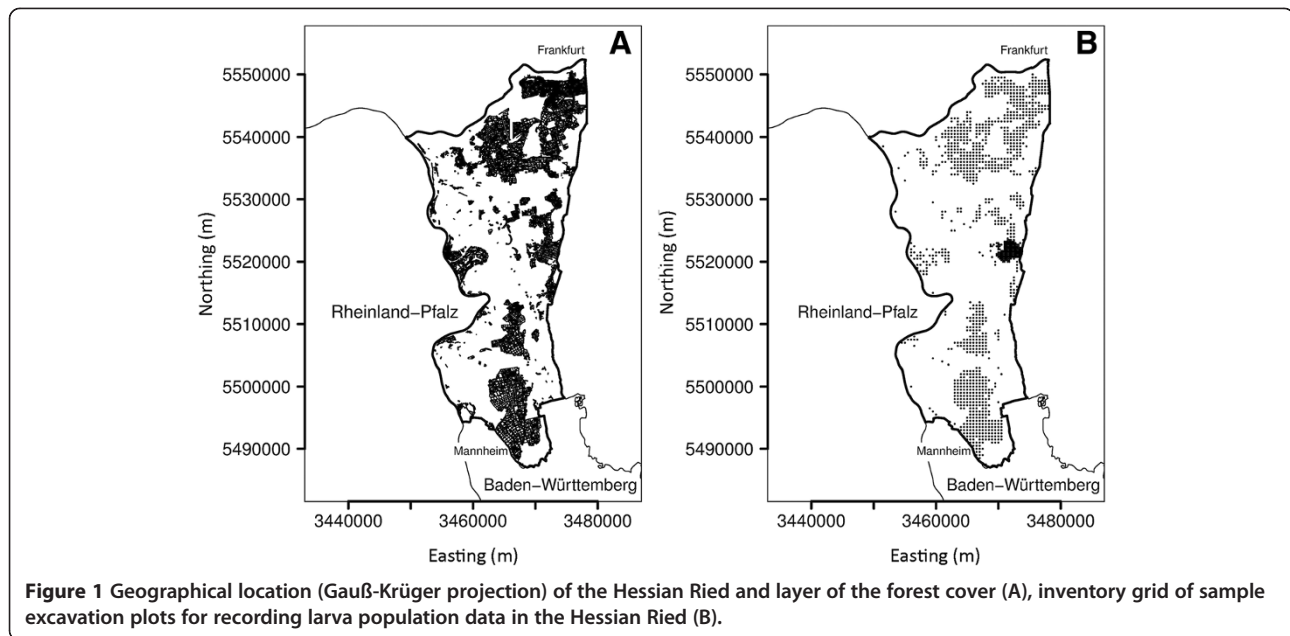 A
Frankfurt
5550000
5540000
5530000
5520000
5510000
5500000
5490000
Northing (m)
Rheinland–Pfalz
Mannheim
Baden–Württemberg
3440000 3460000 3480000
Easting (m)
B
Frankfurt
5550000
5540000
5530000
5520000
5510000
5500000
5490000
Northing (m)
Rheinland–Pfalz
Mannheim
Baden–Württemberg
3440000 3460000 3480000
Easting (m)
Figure 1 Geographical location (Gauß-Krüger projection) of the Hessian Ried and layer of the forest cover (A), inventory grid of sample
excavation plots for recording larva population data in the Hessian Ried (B).